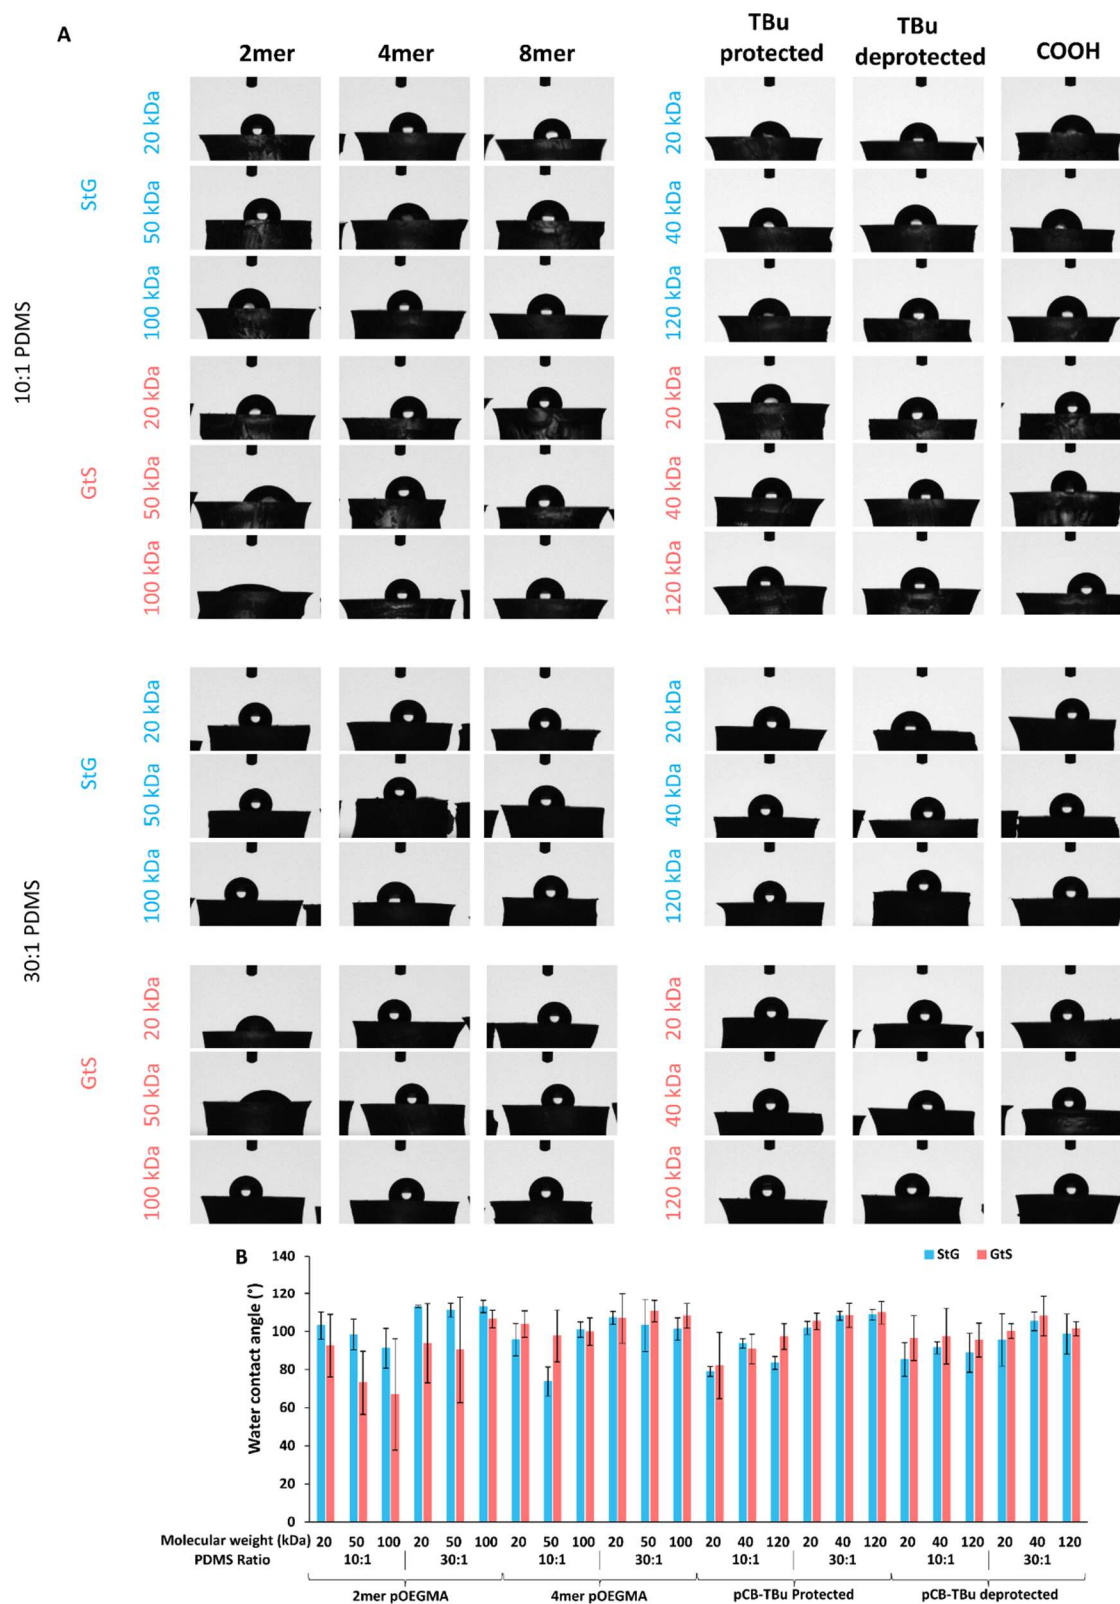 A
2mer 4mer 8mer TBu protected TBu deprotected COOH
10:1 PDMS
StG
20 kDa 20 kDa
50 kDa 40 kDa
100 kDa 120 kDa
GtS
20 kDa 20 kDa
50 kDa 40 kDa
100 kDa 120 kDa
30:1 PDMS
StG
20 kDa 20 kDa
50 kDa 40 kDa
100 kDa 120 kDa
GtS
20 kDa 20 kDa
50 kDa 40 kDa
100 kDa 120 kDa
B
StG GtS
Water contact angle (°)
140
120
100
80
60
40
20
0
Molecular weight (kDa) 20 50 100 20 50 100 20 50 100 20 50 100 20 40 120 20 40 120 20 40 120 20 40 120
PDMS Ratio 10:1 30:1 10:1 30:1 10:1 30:1 10:1 30:1
2mer pOEGMA 4mer pOEGMA pCB-TBu Protected pCB-TBu deprotected